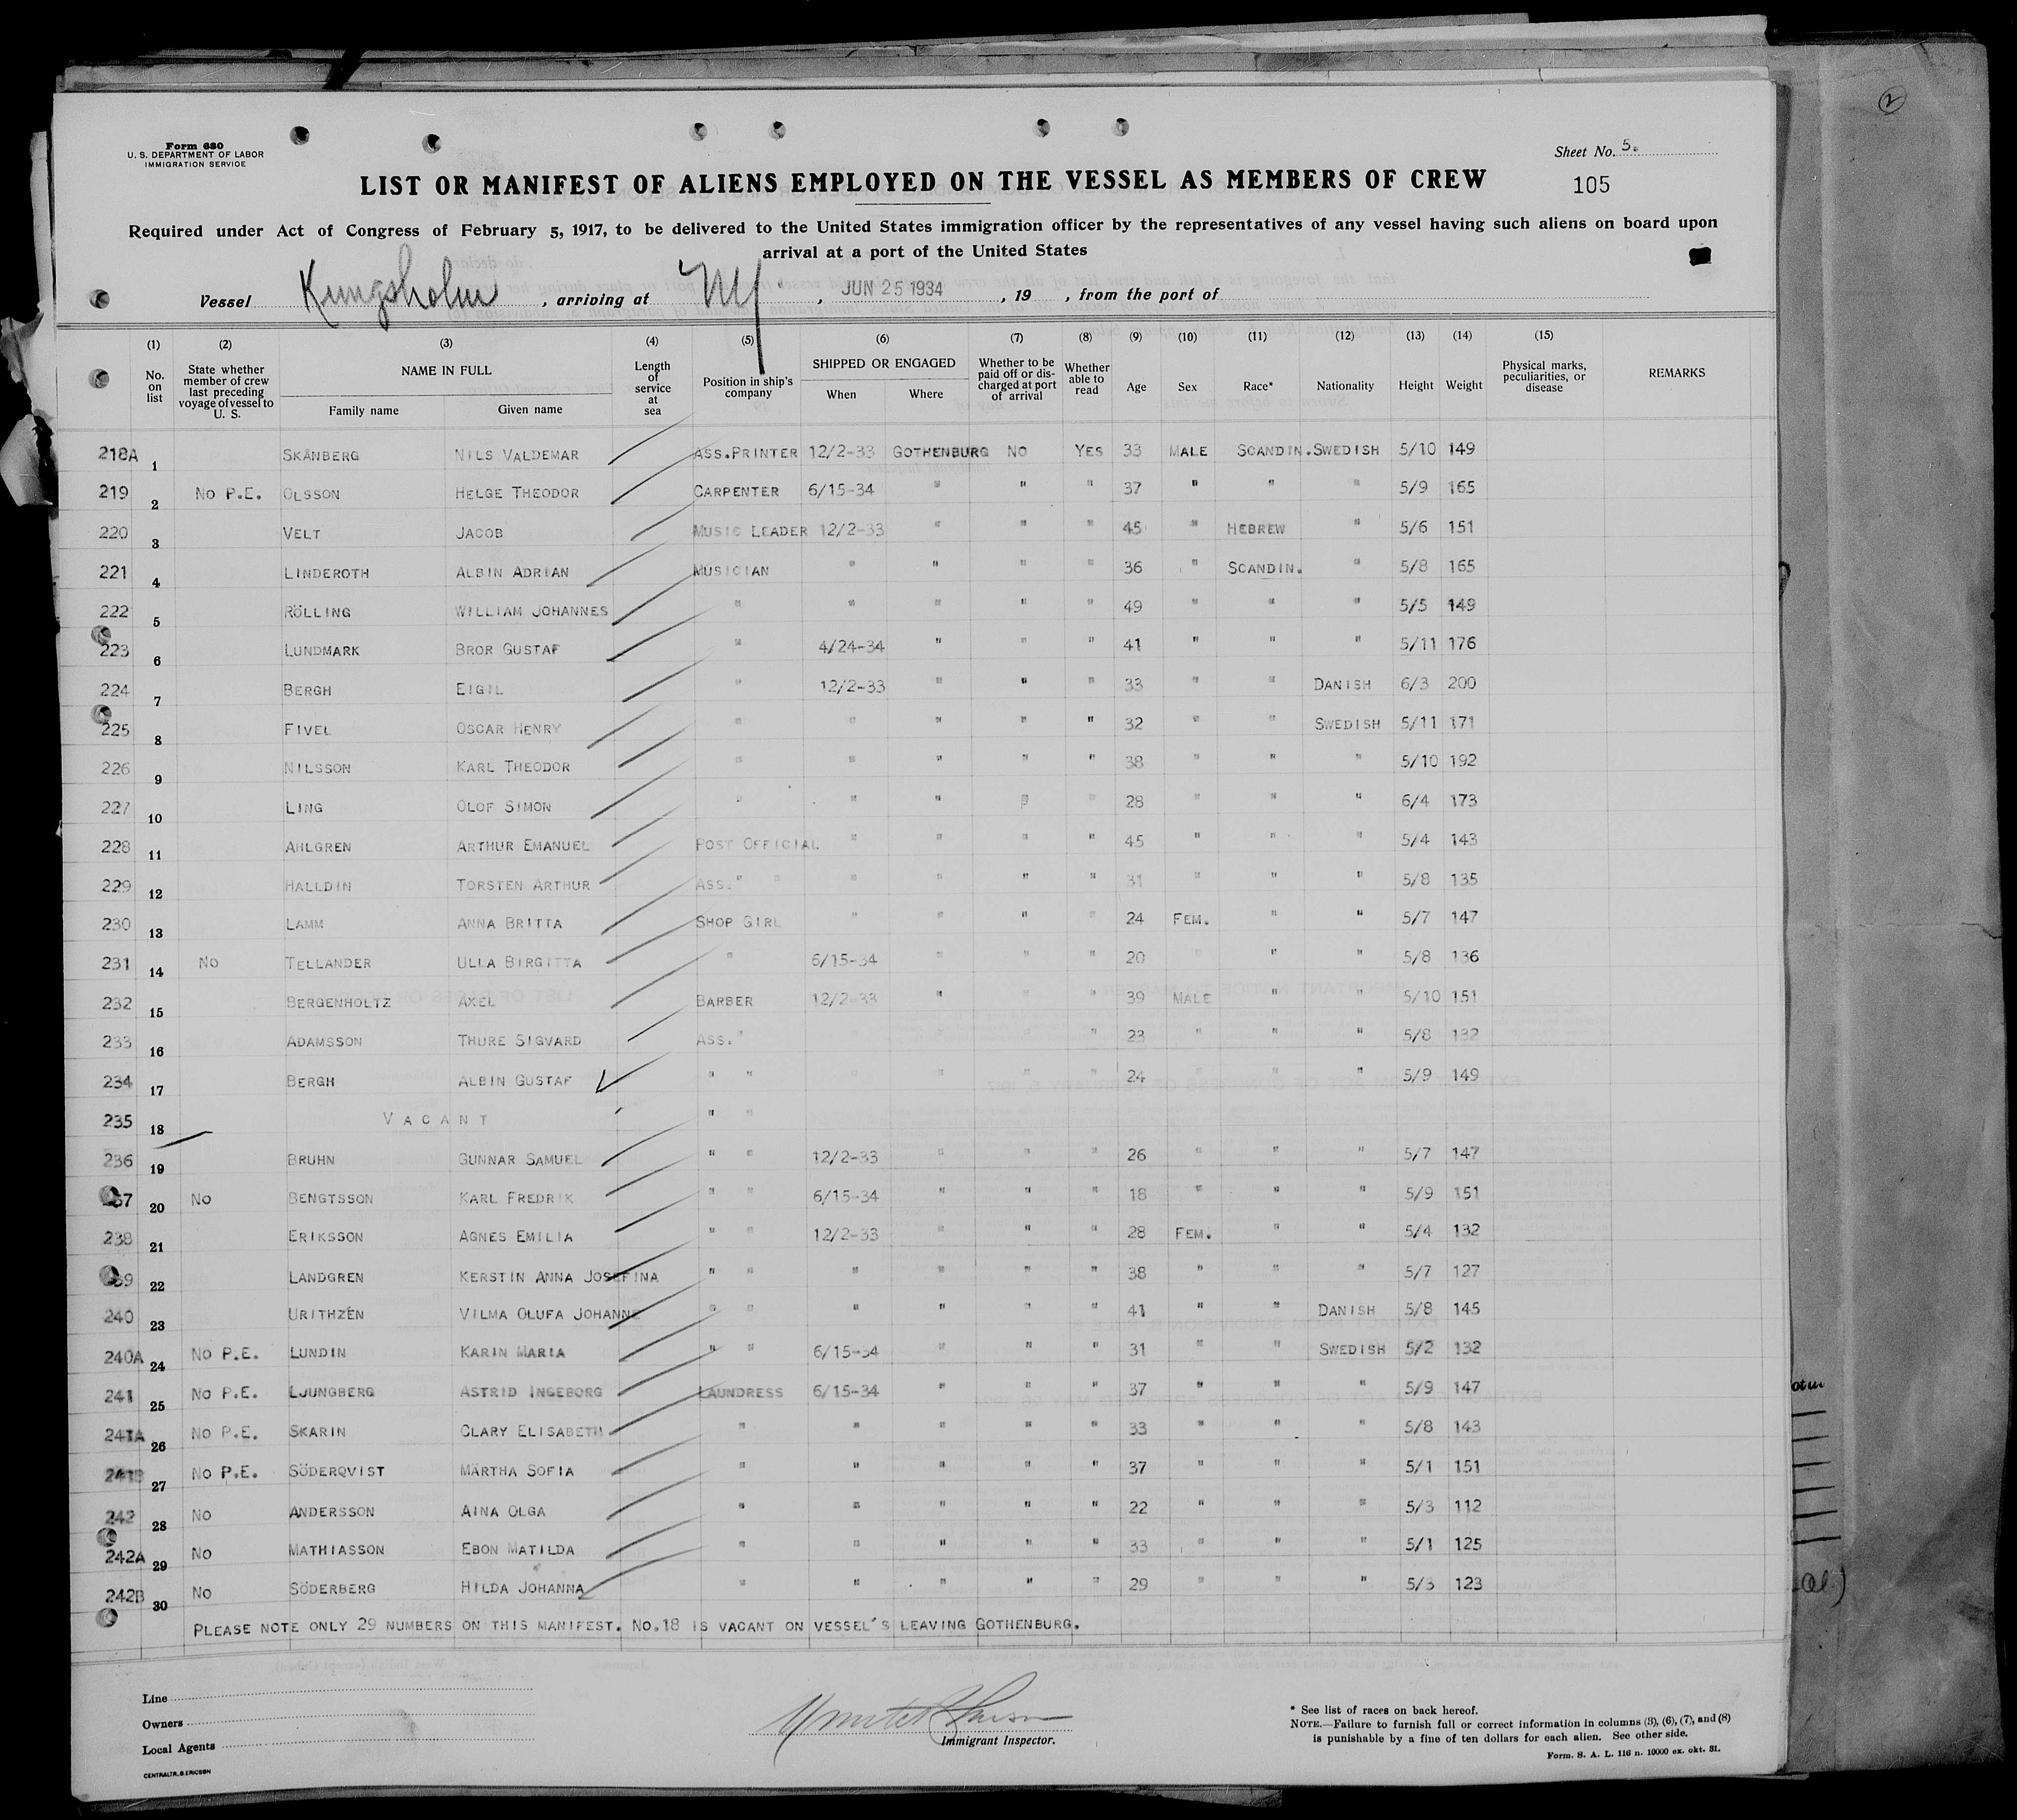 Form 680
U. S. DEPARTMENT OF LABOR
IMMIGRATION SERVICE
Sheet No. 5.
105
LIST OR MANIFEST OF ALIENS EMPLOYED ON THE VESSEL AS MEMBERS OF CREW
Required under Act of Congress of February 5, 1917, to be delivered to the United States immigration officer by the representatives of any vessel having such aliens on board upon
arrival at a port of the United States
Vessel Kungsholm, arriving at NY, JUN 25 1934, 19 , from the port of
(1) No. on list (2) State whether member of crew last preceding voyage of vessel to U. S. (3) NAME IN FULL Family name Given name (4) Length of service at sea (5) Position in ship's company (6) SHIPPED OR ENGAGED When Where (7) Whether to be paid off or discharged at port of arrival (8) Whether able to read (9) Age (10) Sex (11) Race* (12) Nationality (13) Height (14) Weight (15) Physical marks, peculiarities, or disease REMARKS
218A 1 SKÅNBERG NILS VALDEMAR ASS.PRINTER 12/2-33 GOTHENBURG NO YES 33 MALE SCANDIN. SWEDISH 5/10 149
219 2 NO P.E. OLSSON HELGE THEODOR CARPENTER 6/15-34 " " " 37 " " " 5/9 165
220 3 VELT JACOB MUSIC LEADER 12/2-33 " " " 45 " HEBREW " 5/6 151
221 4 LINDEROTH ALBIN ADRIAN MUSICIAN " " " " 36 " SCANDIN. " 5/8 165
222 5 RÖLLING WILLIAM JOHANNES " " " " " 49 " " " 5/5 149
223 6 LUNDMARK BROR GUSTAF " 4/24-34 " " " 41 " " " 5/11 176
224 7 BERGH EIGIL " 12/2-33 " " " 33 " " DANISH 6/3 200
225 8 FIVEL OSCAR HENRY " " " " " 32 " " SWEDISH 5/11 171
226 9 NILSSON KARL THEODOR " " " " " 38 " " " 5/10 192
227 10 LING OLOF SIMON " " " " " 28 " " " 6/4 173
228 11 AHLGREN ARTHUR EMANUEL POST OFFICIAL " " " " 45 " " " 5/4 143
229 12 HALLDIN TORSTEN ARTHUR ASS. " " " " " " 31 " " " 5/8 135
230 13 LAMM ANNA BRITTA SHOP GIRL " " " " 24 FEM. " " 5/7 147
231 14 NO TELLANDER ULLA BIRGITTA " 6/15-34 " " " 20 " " " 5/8 136
232 15 BERGENHOLTZ AXEL BARBER 12/2-33 " " " 39 MALE " " 5/10 151
233 16 ADAMSSON THURE SIGVARD ASS. " " " " " 23 " " " 5/8 132
234 17 BERGH ALBIN GUSTAF " " " " " " 24 " " " 5/9 149
235 18 VACANT " "
236 19 BRUHN GUNNAR SAMUEL " " 12/2-33 " " " 26 " " " 5/7 147
237 20 NO BENGTSSON KARL FREDRIK " " 6/15-34 " " " 18 " " " 5/9 151
238 21 ERIKSSON AGNES EMILIA " " 12/2-33 " " " 28 FEM. " " 5/4 132
239 22 LANDGREN KERSTIN ANNA JOSEFINA " " " " " " 38 " " " 5/7 127
240 23 URITHZÉN VILMA OLUFA JOHANNE " " " " " " 41 " " DANISH 5/8 145
240A 24 NO P.E. LUNDIN KARIN MARIA " " 6/15-34 " " " 31 " " SWEDISH 5/2 132
241 25 NO P.E. LJUNGBERG ASTRID INGEBORG LAUNDRESS 6/15-34 " " " 37 " " " 5/9 147
241A 26 NO P.E. SKARIN CLARY ELISABETH " " " " " 33 " " " 5/8 143
241B 27 NO P.E. SÖDERQVIST MÄRTHA SOFIA " " " " " 37 " " " 5/1 151
242 28 NO ANDERSSON AINA OLGA " " " " " 22 " " " 5/3 112
242A 29 NO MATHIASSON EBON MATILDA " " " " " 33 " " " 5/1 125
242B 30 NO SÖDERBERG HILDA JOHANNA " " " " " 29 " " " 5/3 123
PLEASE NOTE ONLY 29 NUMBERS ON THIS MANIFEST. NO.18 IS VACANT ON VESSEL'S LEAVING GOTHENBURG.
Line
Owners
Local Agents
CENTRALTR. G. ERICSON
Immigrant Inspector.
* See list of races on back hereof.
NOTE.—Failure to furnish full or correct information in columns (3), (6), (7), and (8)
is punishable by a fine of ten dollars for each alien. See other side.
Form. S. A. L. 116 n. 10000 ex. okt. 31.
2